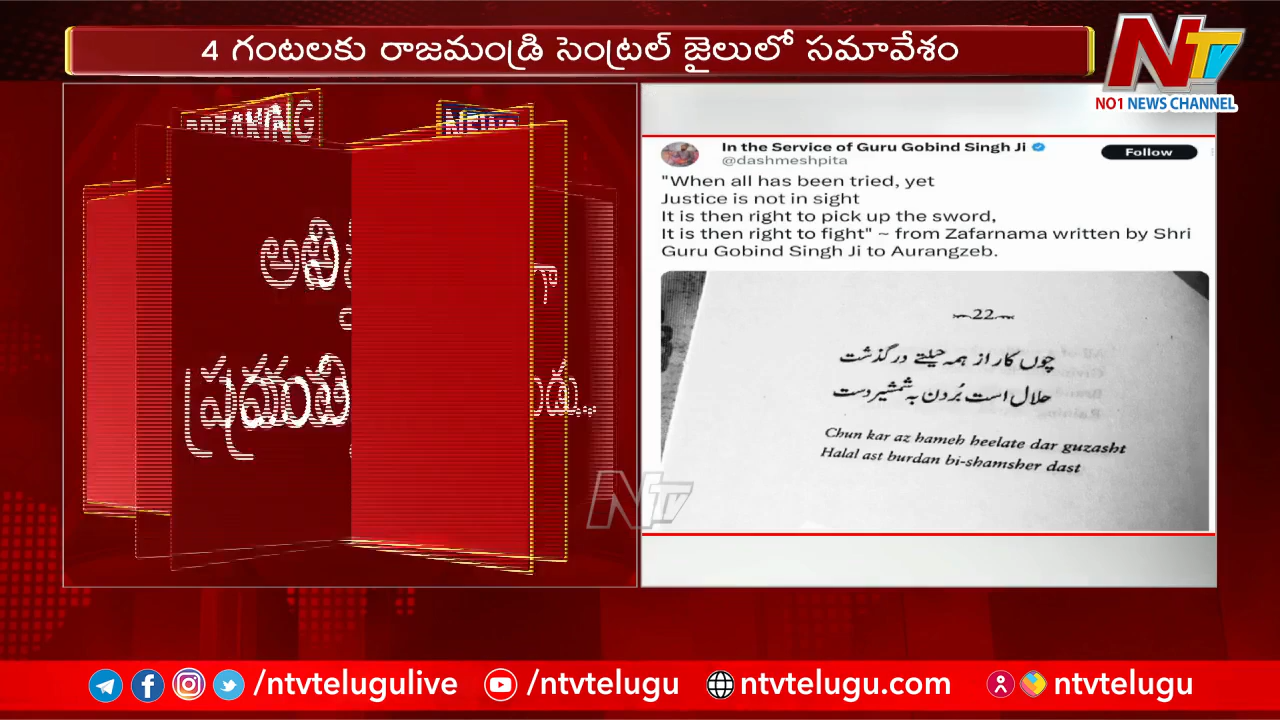 4 గంటలకు రాజమండ్రి సెంట్రల్ జైలులో సమావేశం
NTV
NO1 NEWS CHANNEL
BREAKING
NEWS
In the Service of Guru Gobind Singh Ji
@dashmeshpita
Follow
"When all has been tried, yet
Justice is not in sight
It is then right to pick up the sword,
It is then right to fight" ~ from Zafarnama written by Shri
Guru Gobind Singh Ji to Aurangzeb.
22
چوں کار از ہمہ حیلتے در گذشت
حلال است بُردن بہ شمشیر دست
Chun kar az hameh heelate dar guzasht
Halal ast burdan bi-shamsher dast
NTV
/ntvtelugulive
/ntvtelugu
ntvtelugu.com
ntvtelugu